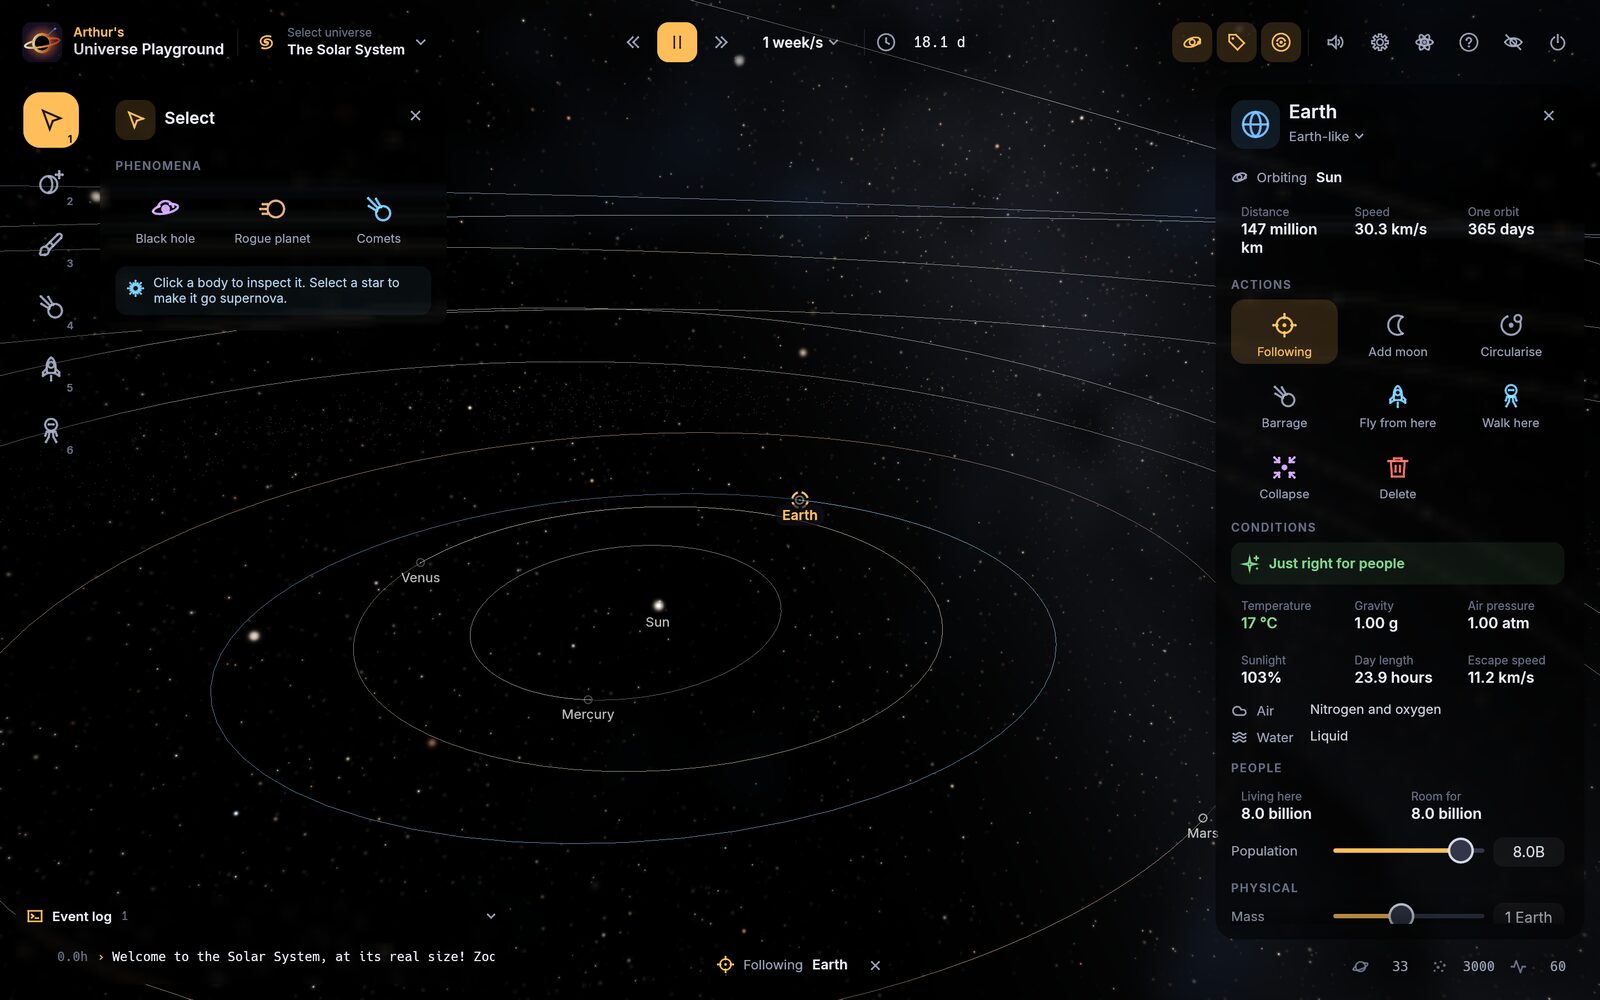 Arthur's
Universe Playground
Select universe
The Solar System
1 week/s
18.1 d
1
2
3
4
5
6
Select
PHENOMENA
Black hole
Rogue planet
Comets
Click a body to inspect it. Select a star to
make it go supernova.
Earth
Venus
Sun
Mercury
Mars
Earth
Earth-like
Orbiting Sun
Distance
147 million
km
Speed
30.3 km/s
One orbit
365 days
ACTIONS
Following
Add moon
Circularise
Barrage
Fly from here
Walk here
Collapse
Delete
CONDITIONS
Just right for people
Temperature
17 °C
Gravity
1.00 g
Air pressure
1.00 atm
Sunlight
103%
Day length
23.9 hours
Escape speed
11.2 km/s
Air Nitrogen and oxygen
Water Liquid
PEOPLE
Living here
8.0 billion
Room for
8.0 billion
Population 8.0B
PHYSICAL
Mass 1 Earth
Event log 1
0.0h › Welcome to the Solar System, at its real size! Zoc
Following Earth
33
3000
60